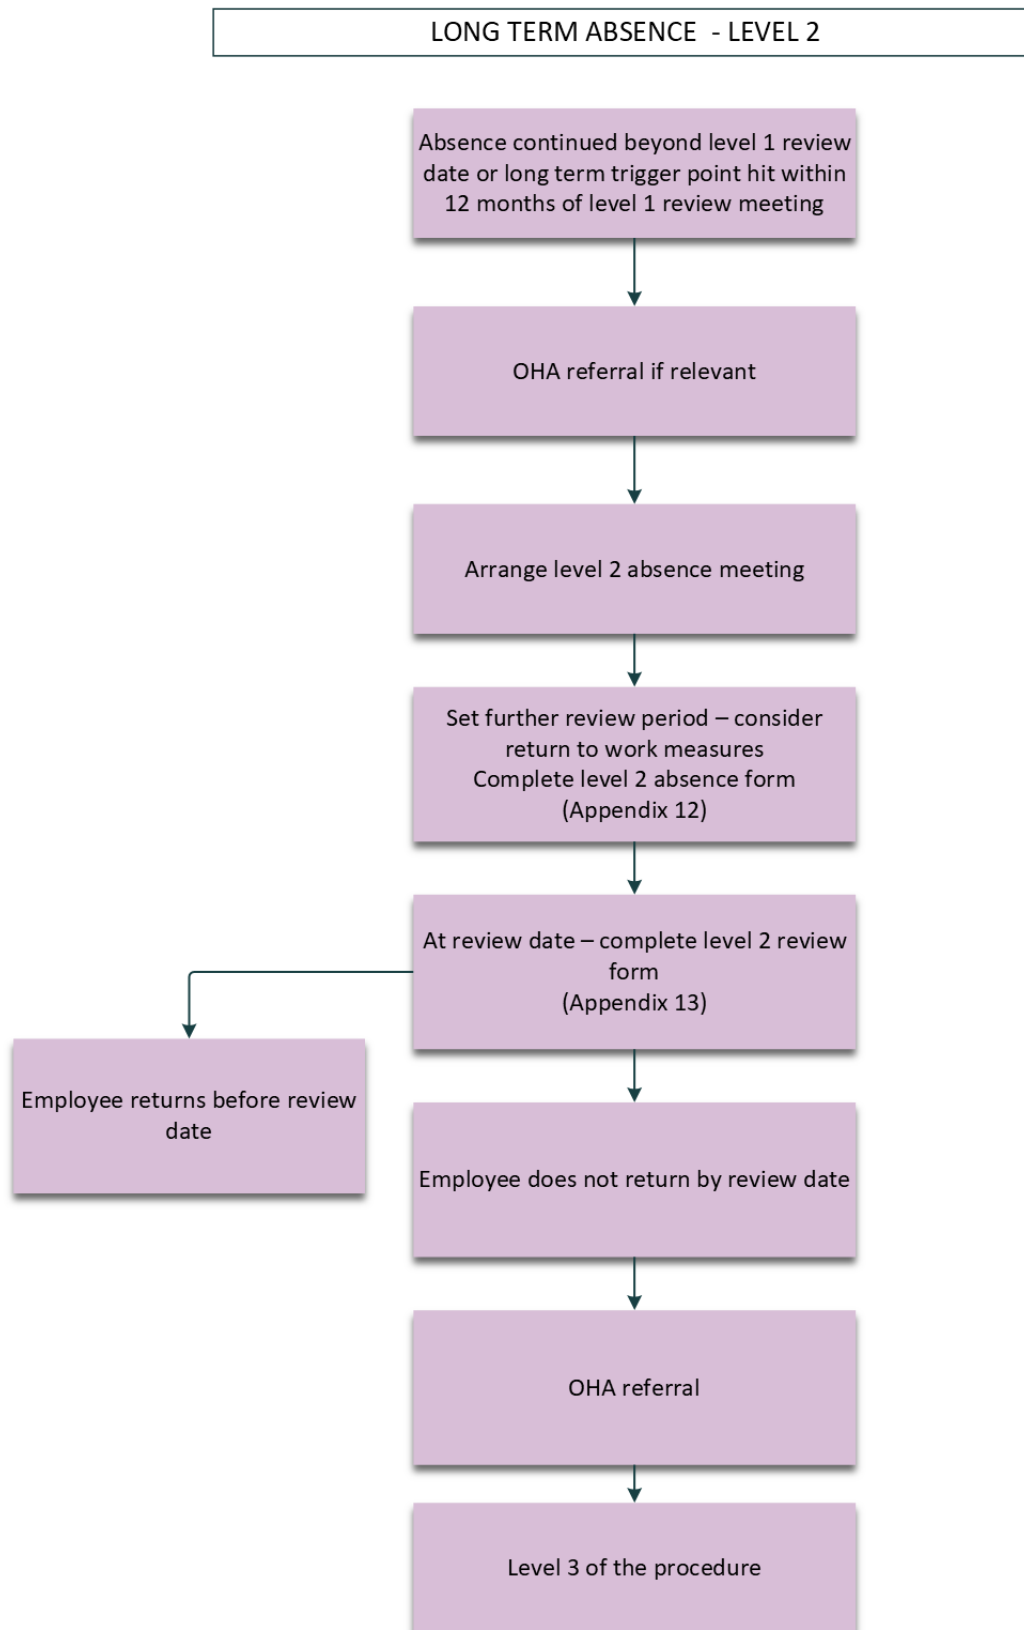 LONG TERM ABSENCE  - LEVEL 2
Absence continued beyond level 1 review
date or long term trigger point hit within
12 months of level 1 review meeting
OHA referral if relevant
Arrange level 2 absence meeting
Set further review period – consider
return to work measures
Complete level 2 absence form
(Appendix 12)
At review date – complete level 2 review
form
(Appendix 13)
Employee returns before review
date
Employee does not return by review date
OHA referral
Level 3 of the procedure